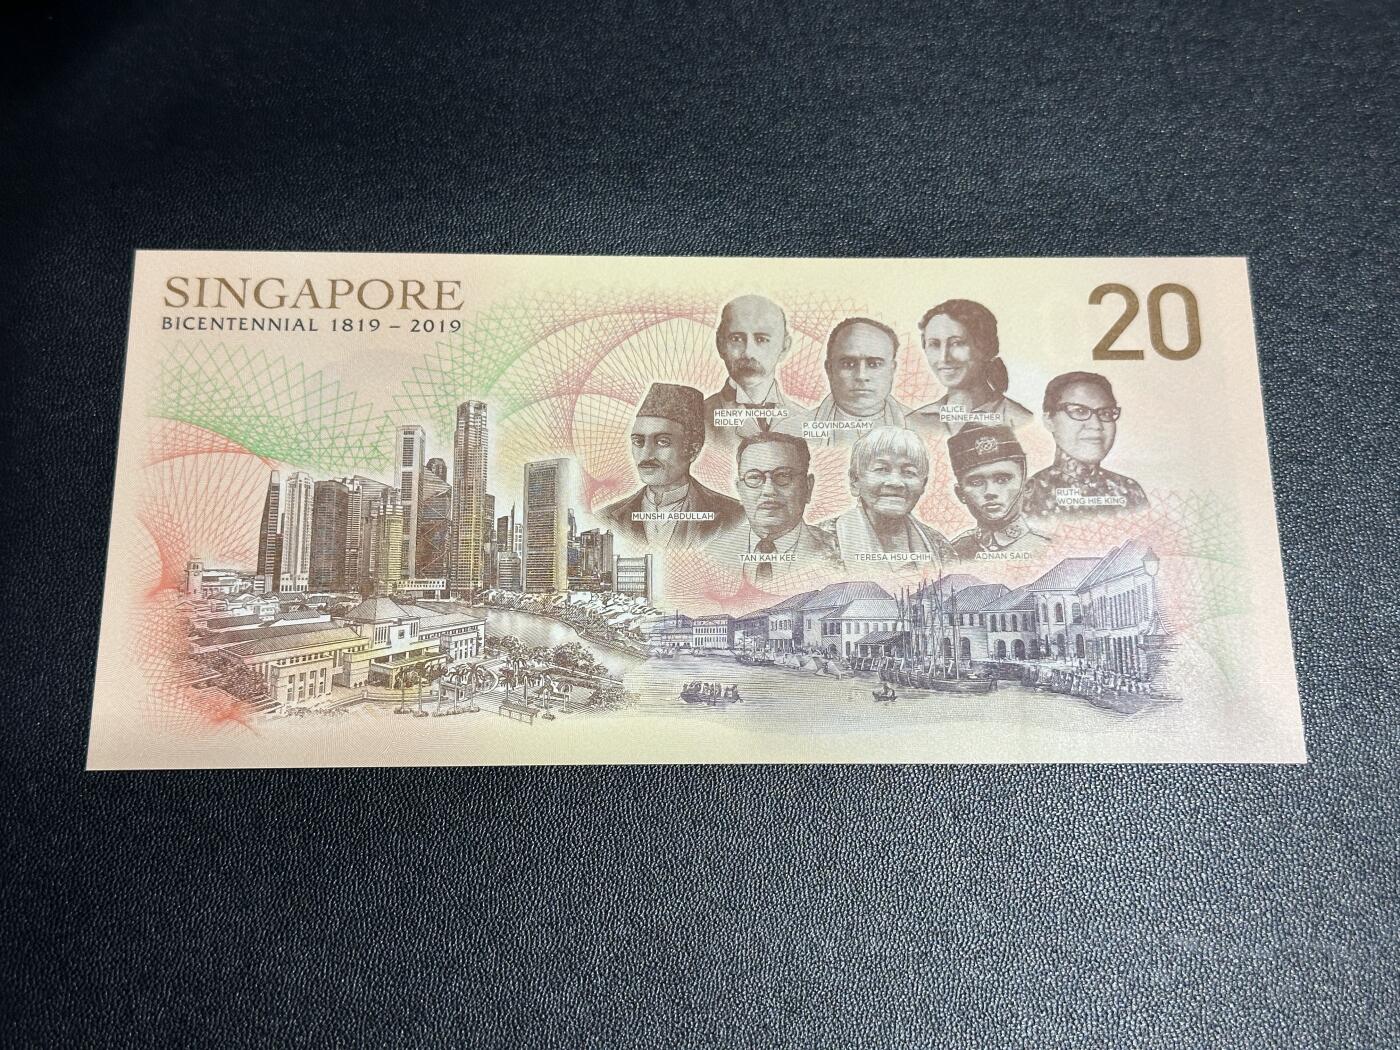 SINGAPORE
BICENTENNIAL 1819 – 2019
20
HENRY NICHOLAS
RIDLEY
P. GOVINDASAMY
PILLAI
ALICE
PENNEFATHER
RUTH
WONG HIE KING
MUNSHI ABDULLAH
TAN KAH KEE
TERESA HSU CHIH
ADNAN SAIDI